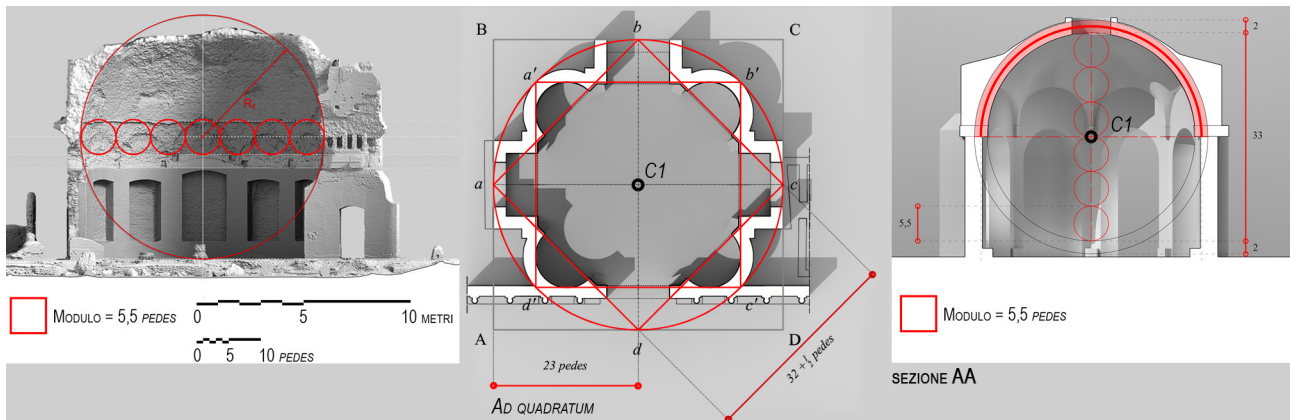 R1
MODULO = 5,5 PEDES
0 5 10 METRI
0 5 10 PEDES
B
b
C
a'
b'
C1
a
c
d'
c'
A
d
D
23 pedes
32 + 1/2 pedes
AD QUADRATUM
2
C1
33
5,5
2
MODULO = 5,5 PEDES
SEZIONE AA